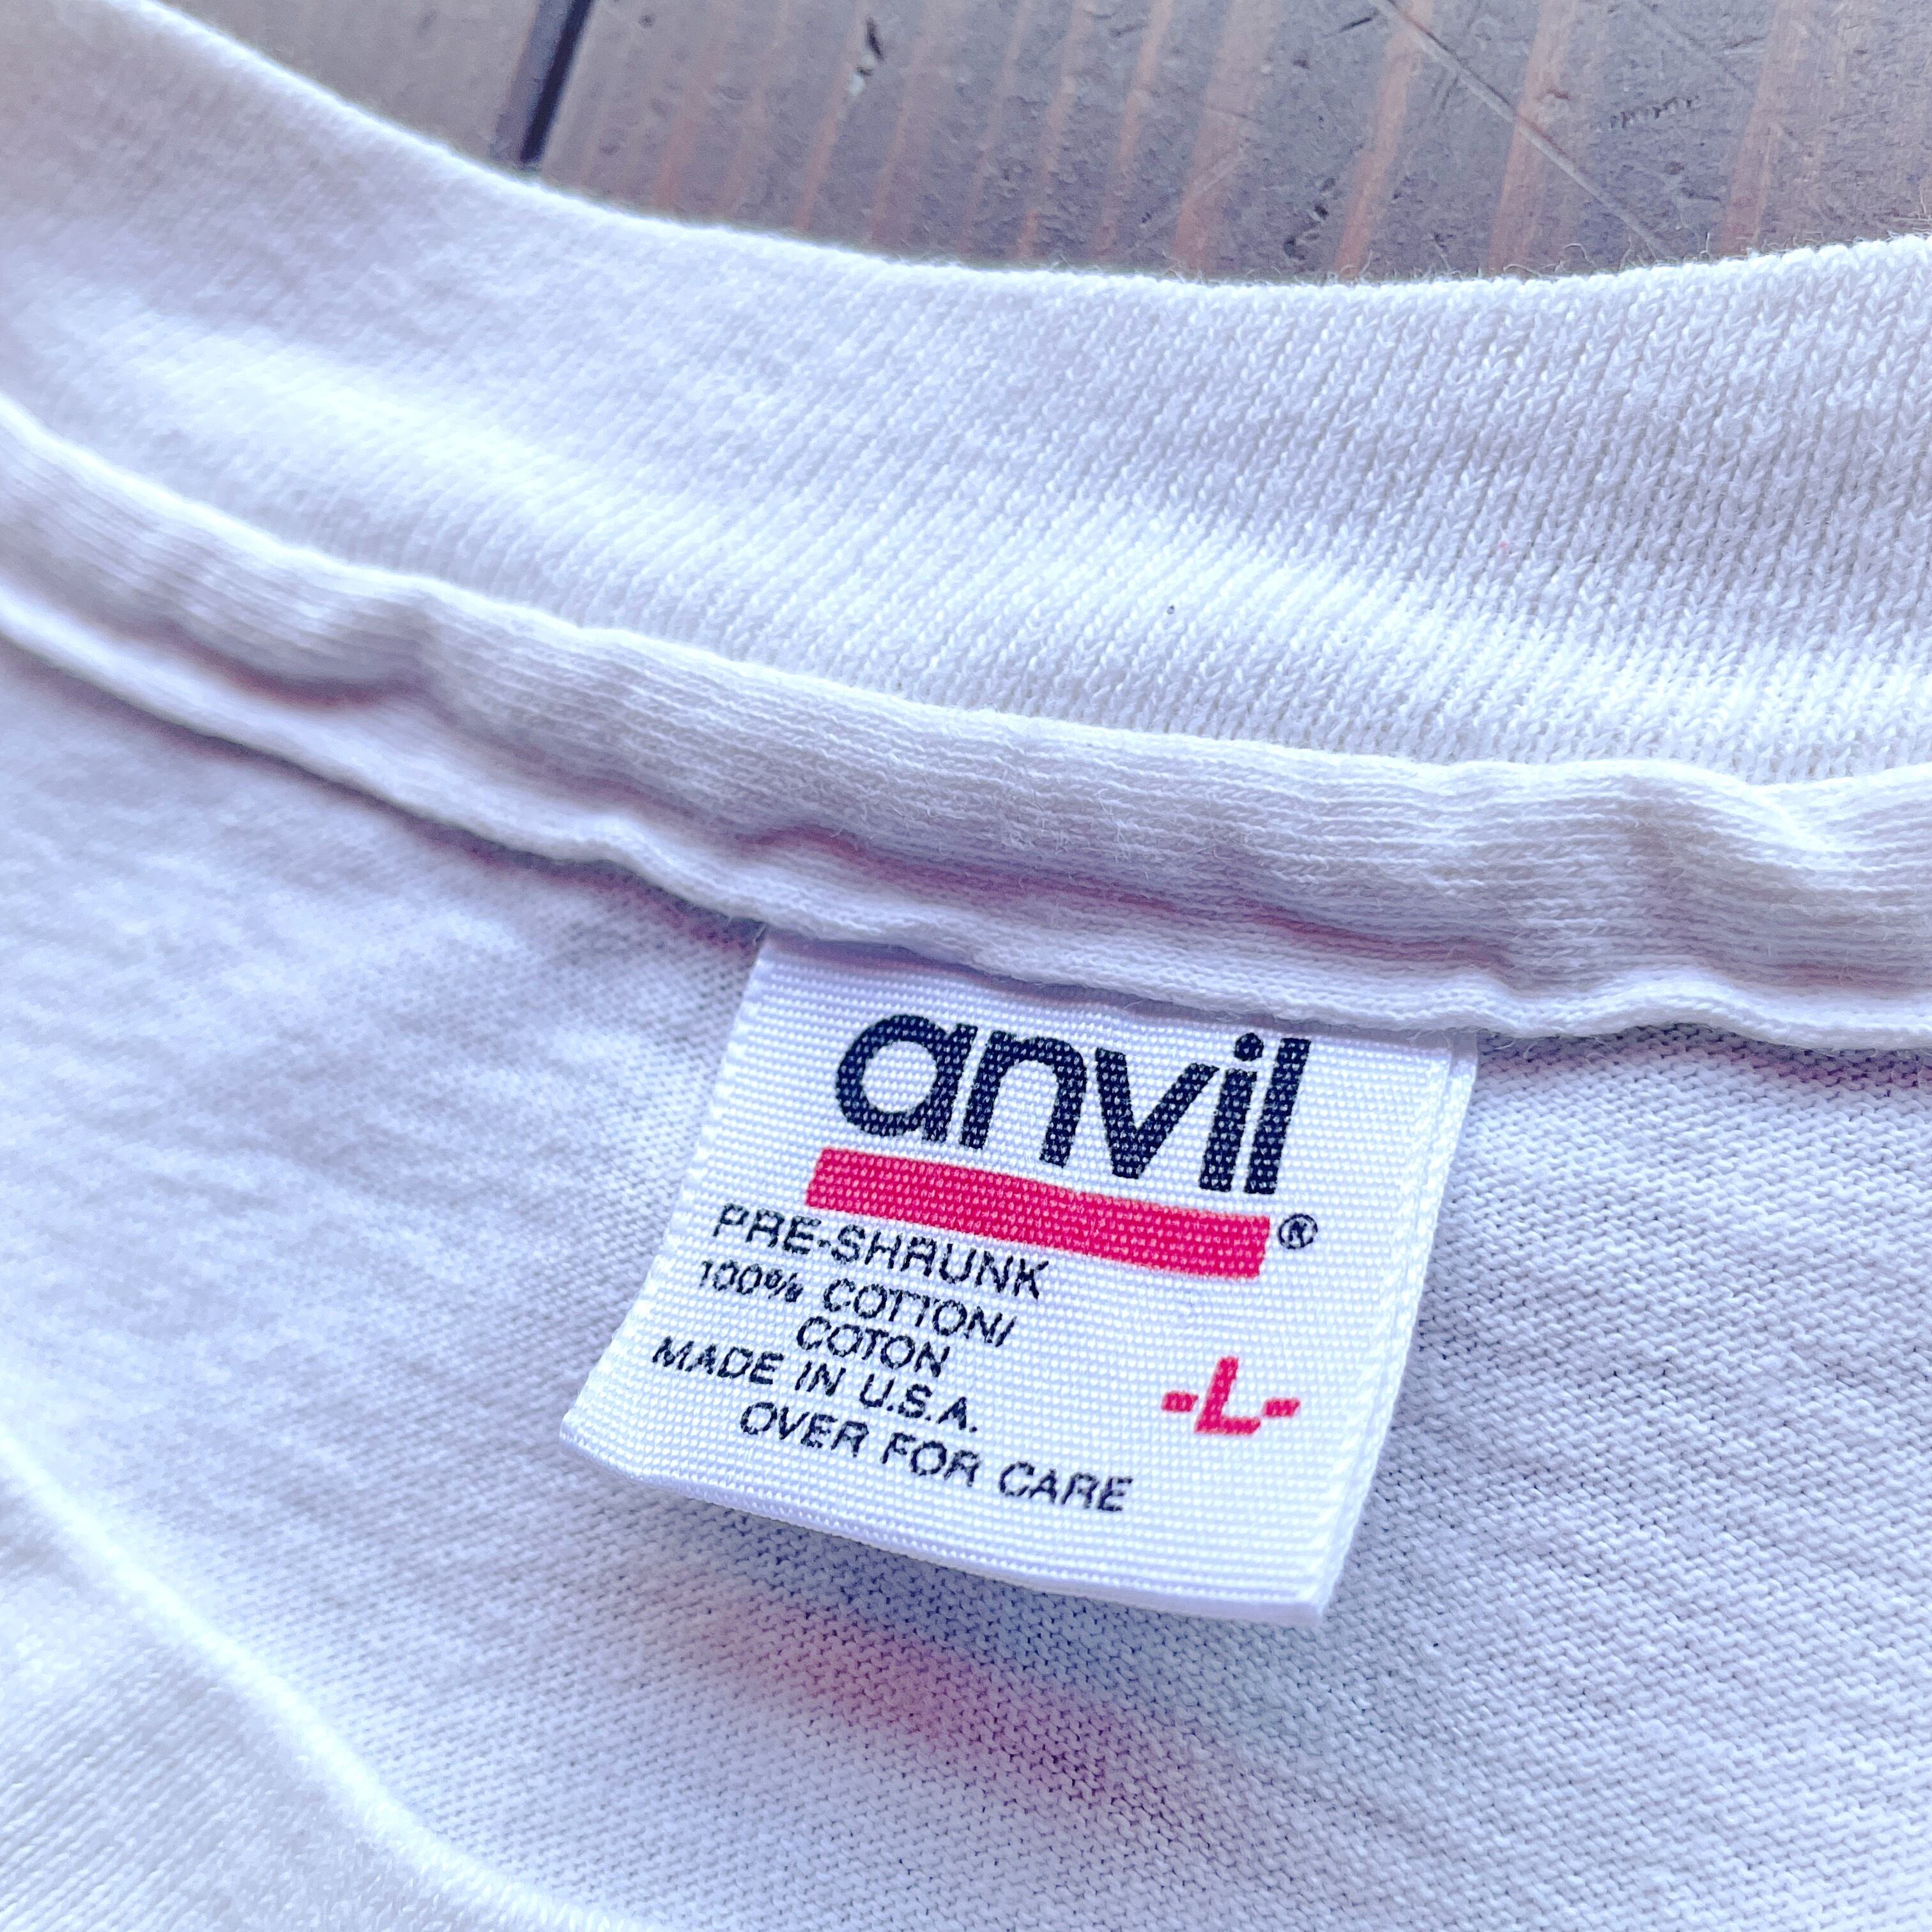 anvil®
PRE-SHRUNK
100% COTTON/
COTON
MADE IN U.S.A.
-L-
OVER FOR CARE